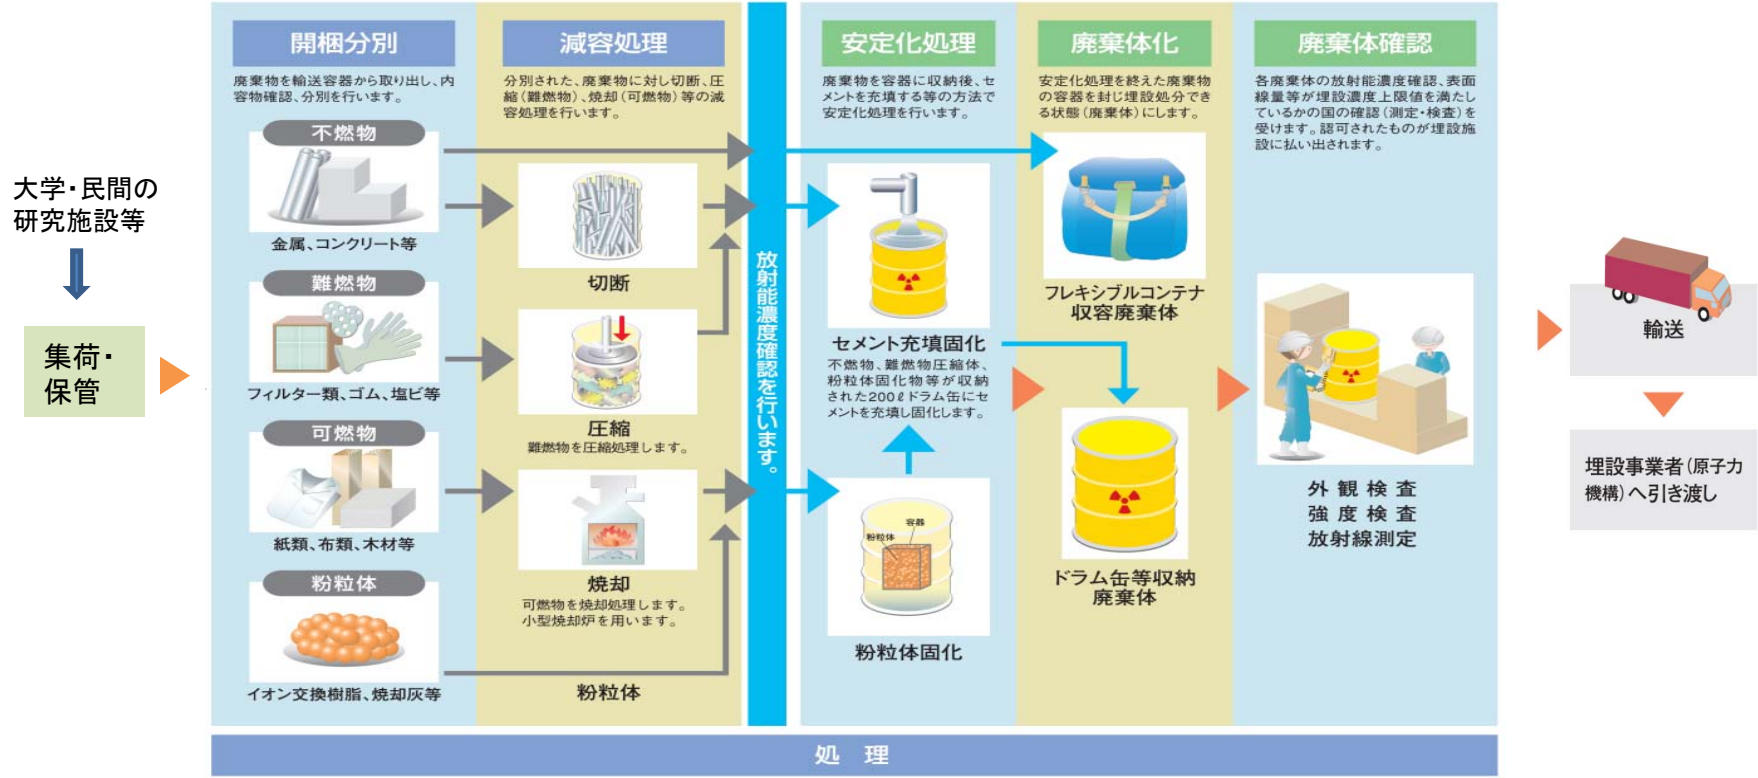 大学・民間の
研究施設等
集荷・
保管
開梱分別
廃棄物を輸送容器から取り出し、内
容物確認、分別を行います。
不燃物
金属、コンクリート等
難燃物
フィルター類、ゴム、塩ビ等
可燃物
紙類、布類、木材等
粉粒体
イオン交換樹脂、焼却灰等
減容処理
分別された、廃棄物に対し切断、圧
縮（難燃物）、焼却（可燃物）等の減
容処理を行います。
切断
圧縮
難燃物を圧縮処理します。
焼却
可燃物を焼却処理します。
小型焼却炉を用います。
粉粒体
放射能濃度確認を行います。
安定化処理
廃棄物を容器に収納後、セ
メントを充填する等の方法で
安定化処理を行います。
セメント充填固化
不燃物、難燃物圧縮体、
粉粒体固化物等が収納
された200ℓドラム缶にセ
メントを充填し固化します。
容器
粉粒体
粉粒体固化
廃棄体化
安定化処理を終えた廃棄物
の容器を封じ埋設処分でき
る状態（廃棄体）にします。
フレキシブルコンテナ
収容廃棄体
ドラム缶等収納
廃棄体
廃棄体確認
各廃棄体の放射能濃度確認、表面
線量等が埋設濃度上限値を満たし
ているかの国の確認（測定・検査）を
受けます。認可されたものが埋設施
設に払い出されます。
外観検査
強度検査
放射線測定
輸送
埋設事業者（原子力
機構）へ引き渡し
処 理